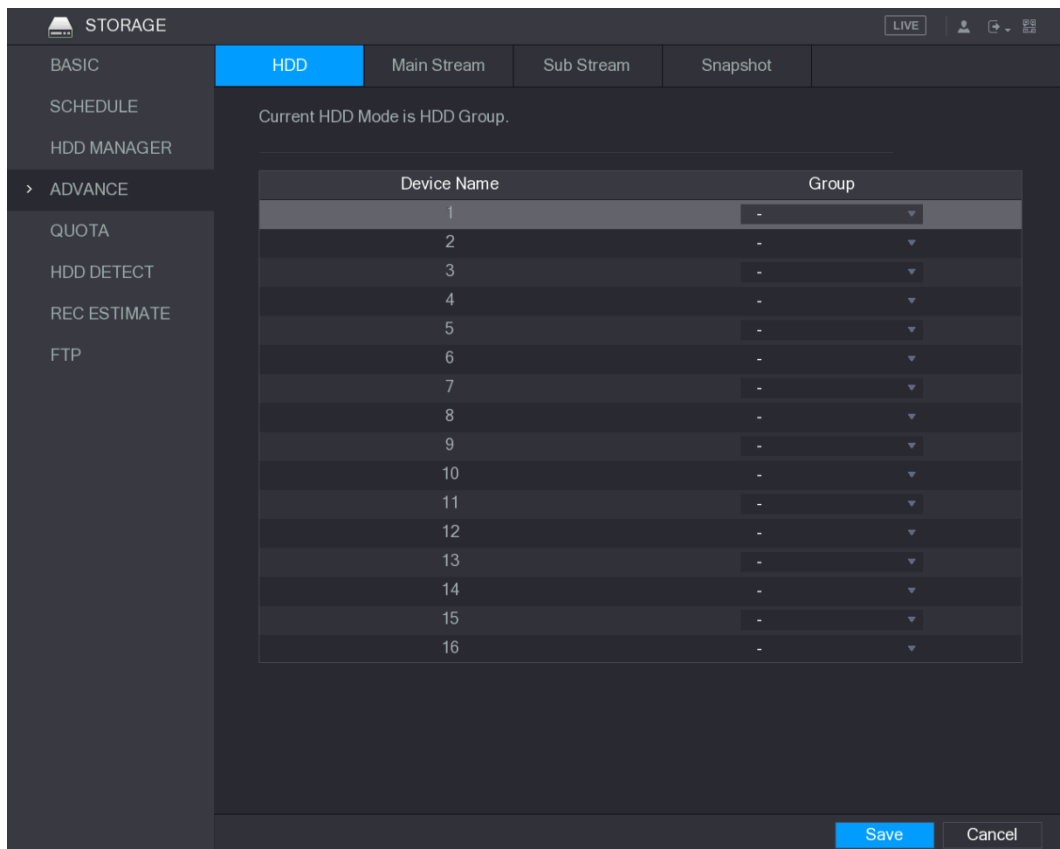 STORAGE LIVE
BASIC HDD Main Stream Sub Stream Snapshot
SCHEDULE
Current HDD Mode is HDD Group.
HDD MANAGER
> ADVANCE
QUOTA
HDD DETECT
REC ESTIMATE
FTP
Device Name Group
1 -
2 -
3 -
4 -
5 -
6 -
7 -
8 -
9 -
10 -
11 -
12 -
13 -
14 -
15 -
16 -
Save Cancel